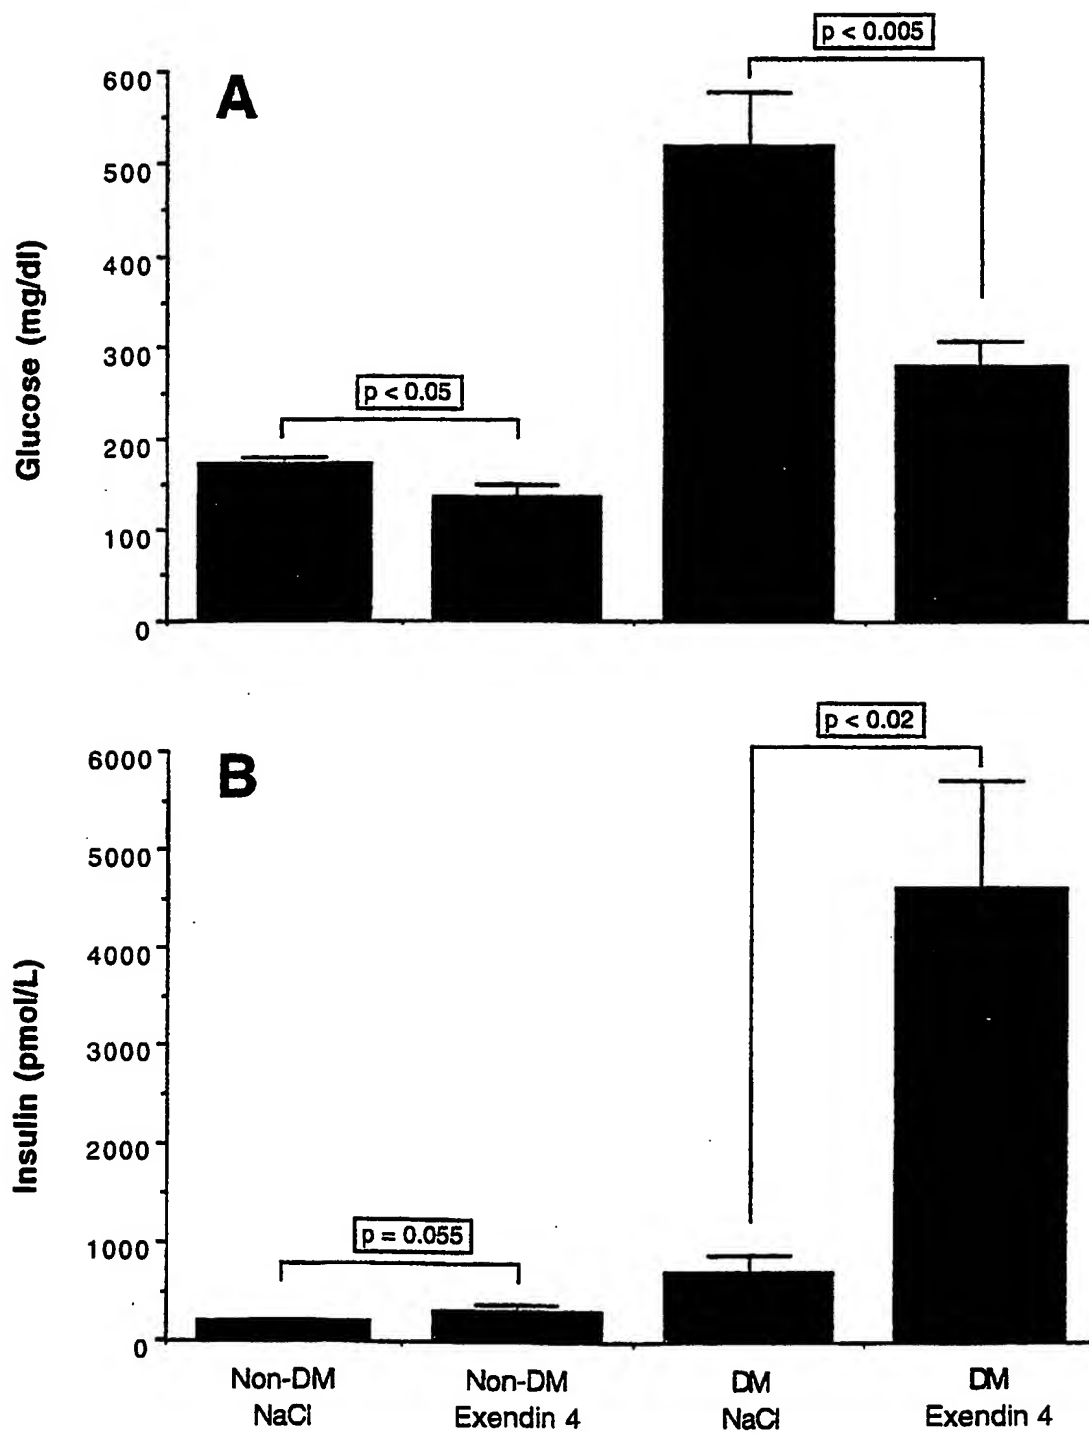 p < 0.005
A
600
500
400
300
200
100
0
Glucose (mg/dl)
p < 0.05
p < 0.02
B
6000
5000
4000
3000
2000
1000
0
Insulin (pmol/L)
p = 0.055
Non-DM
NaCl
Non-DM
Exendin 4
DM
NaCl
DM
Exendin 4